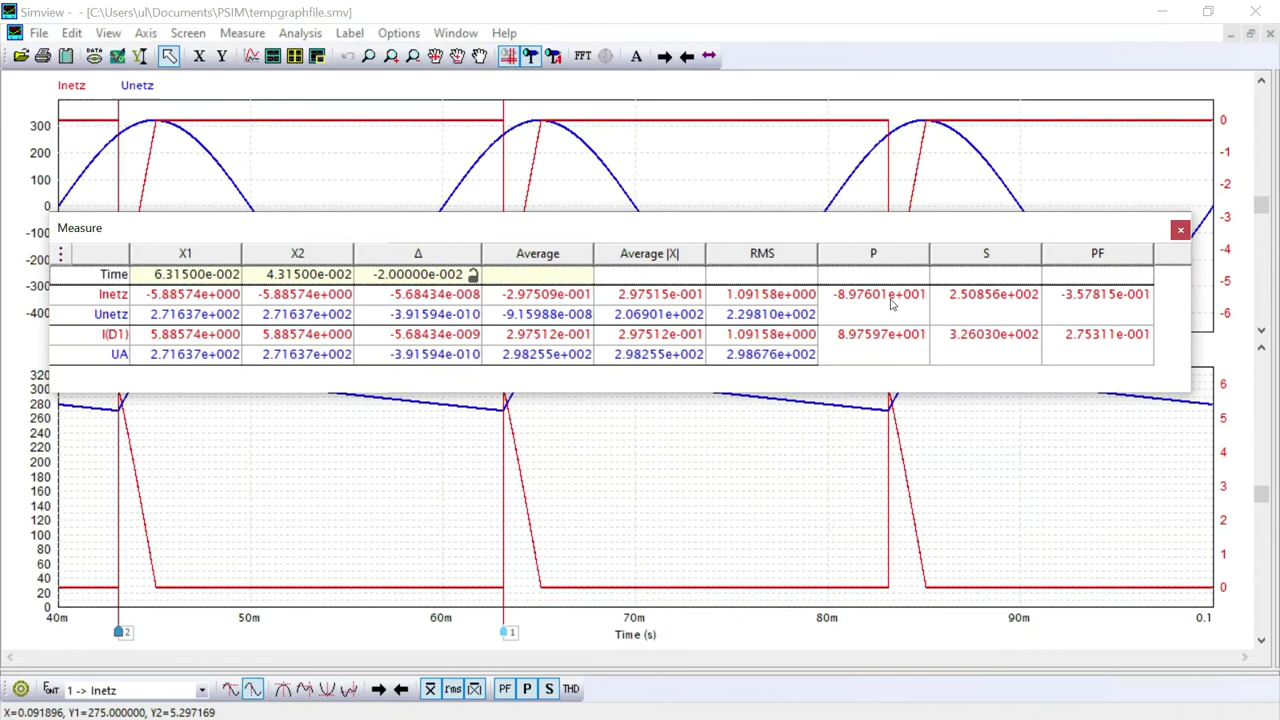 Simview - - [C:\Users\ul\Documents\PSIM\tempgraphfile.smv]
File Edit View Axis Screen Measure Analysis Label Options Window Help
DATA X Y FFT A
Inetz Unetz
300
200
100
0
-100
-200
-300
-400
0
-1
-2
-3
-4
-5
-6
Measure
X1 X2 Δ Average Average |X| RMS P S PF
Time 6.31500e-002 4.31500e-002 -2.00000e-002
Inetz -5.88574e+000 -5.88574e+000 -5.68434e-008 -2.97509e-001 2.97515e-001 1.09158e+000 -8.97601e+001 2.50856e+002 -3.57815e-001
Unetz 2.71637e+002 2.71637e+002 -3.91594e-010 -9.15988e-008 2.06901e+002 2.29810e+002
I(D1) 5.88574e+000 5.88574e+000 -5.68434e-009 2.97512e-001 2.97512e-001 1.09158e+000 8.97597e+001 3.26030e+002 2.75311e-001
UA 2.71637e+002 2.71637e+002 -3.91594e-010 2.98255e+002 2.98255e+002 2.98676e+002
320
300
280
260
240
220
200
180
160
140
120
100
80
60
40
20
0
6
5
4
3
2
1
0
40m 50m 60m 70m 80m 90m 0.1
2 1
Time (s)
FONT 1 -> Inetz X rms |X| PF P S THD
X=0.091896, Y1=275.000000, Y2=5.297169